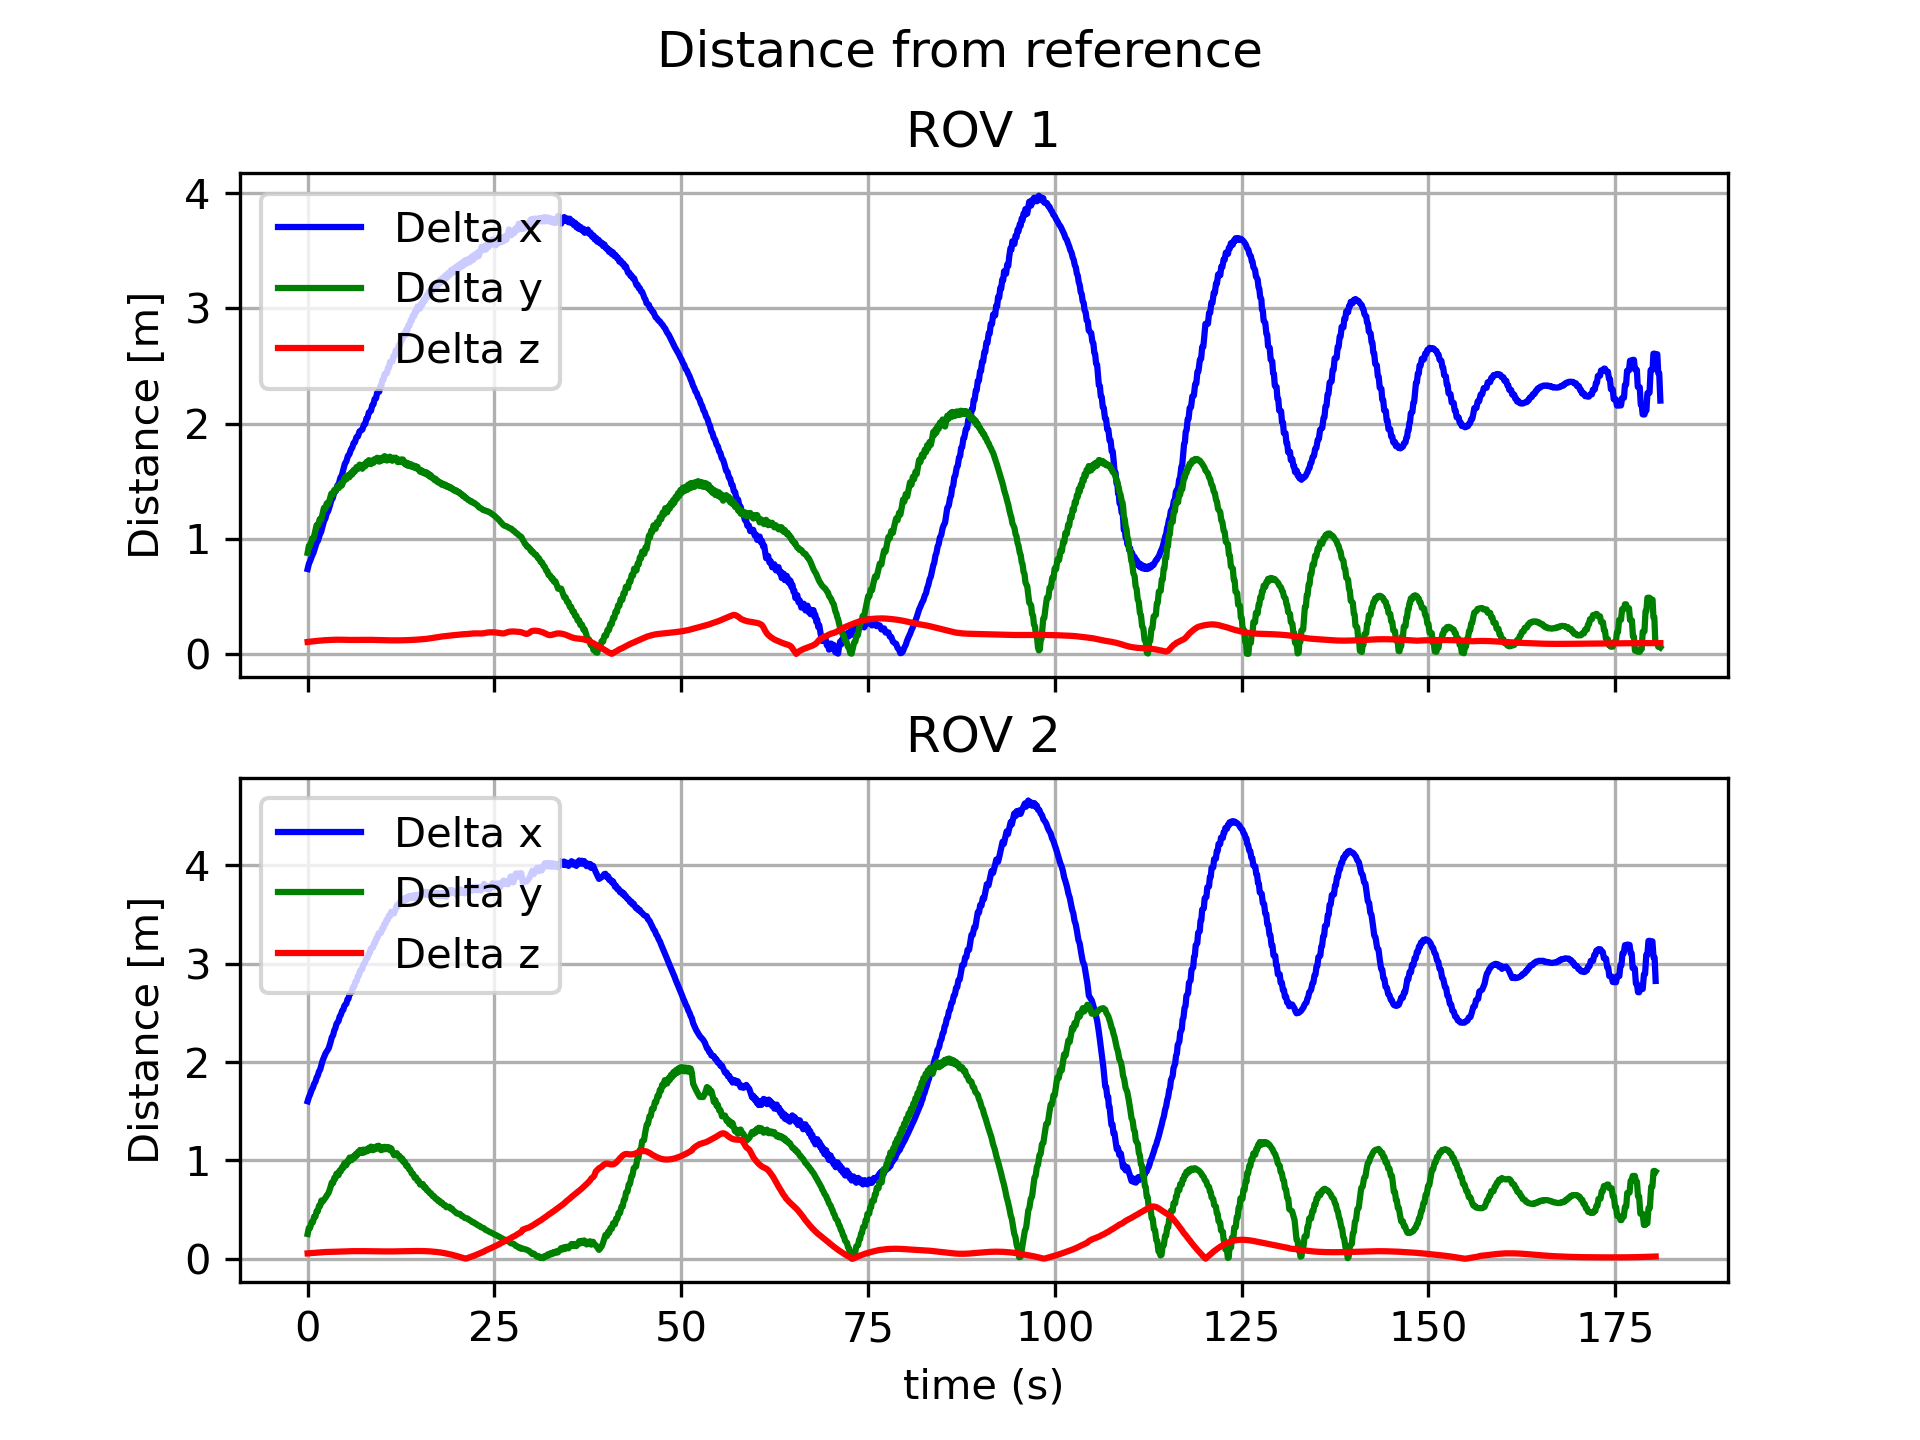 Distance from reference
ROV 1
4
3
2
1
0
Distance [m]
Delta x
Delta y
Delta z
ROV 2
4
3
2
1
0
Distance [m]
Delta x
Delta y
Delta z
0 25 50 75 100 125 150 175
time (s)